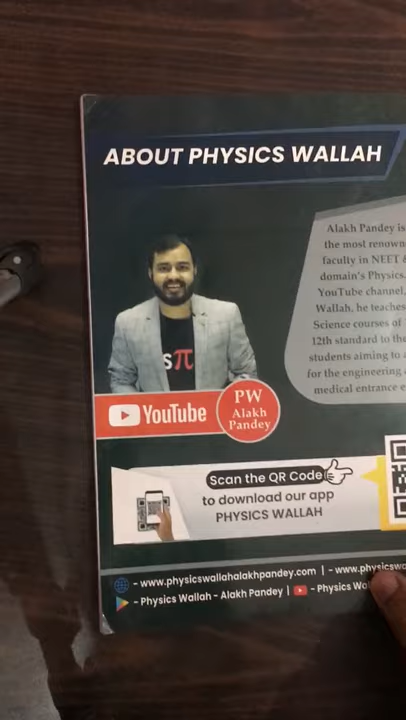 ABOUT PHYSICS WALLAH
Alakh Pandey is
the most renown
faculty in NEET &
domain's Physics.
YouTube channel,
Wallah, he teaches
Science courses of
12th standard to the
students aiming to a
for the engineering
medical entrance e
sπ
YouTube
PW
Alakh
Pandey
Scan the QR Code
to download our app
PHYSICS WALLAH
- www.physicswallahalakhpandey.com | - www.physicswa
- Physics Wallah - Alakh Pandey | - Physics Wa